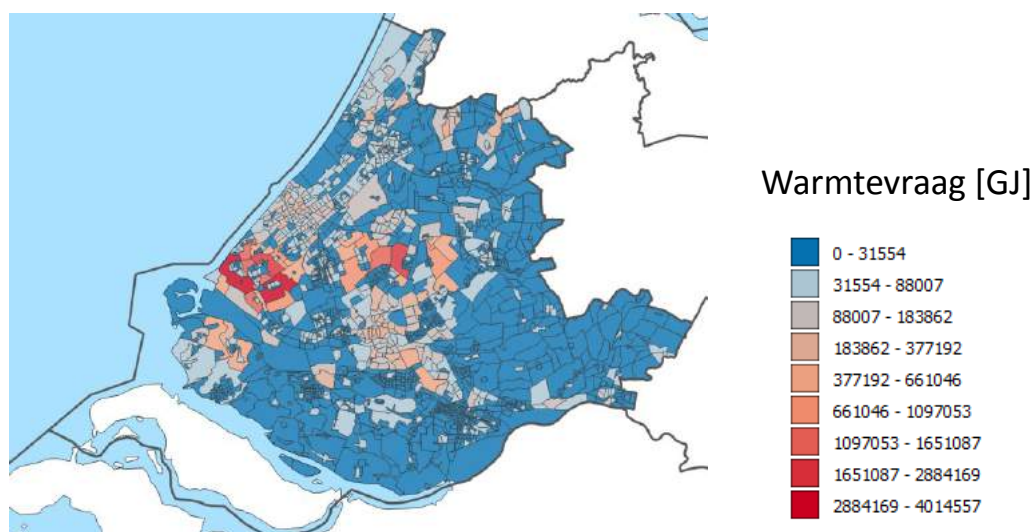 Warmtevraag [GJ]
0 - 31554
31554 - 88007
88007 - 183862
183862 - 377192
377192 - 661046
661046 - 1097053
1097053 - 1651087
1651087 - 2884169
2884169 - 4014557